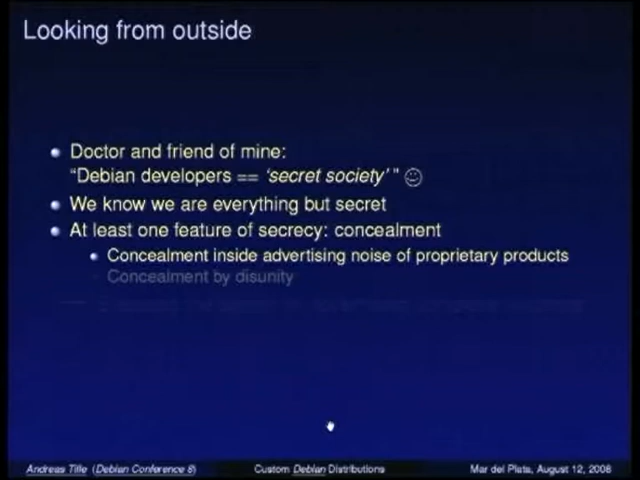 Looking from outside
Doctor and friend of mine:
"Debian developers == 'secret society'" ☺
We know we are everything but secret
At least one feature of secrecy: concealment
Concealment inside advertising noise of proprietary products
Concealment by disunity
Andreas Tille (Debian Conference 8)
Custom Debian Distributions
Mar del Plata, August 12, 2008